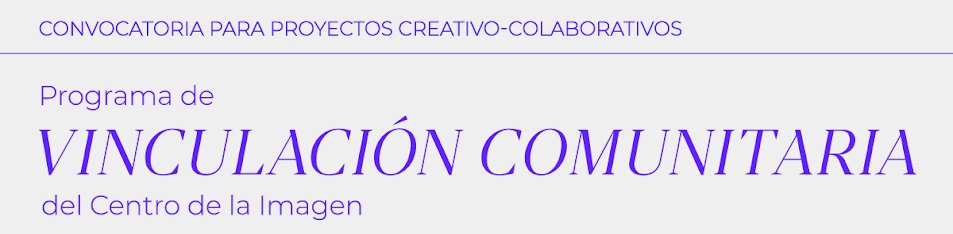 CONVOCATORIA PARA PROYECTOS CREATIVO-COLABORATIVOS
Programa de
VINCULACIÓN COMUNITARIA
del Centro de la Imagen